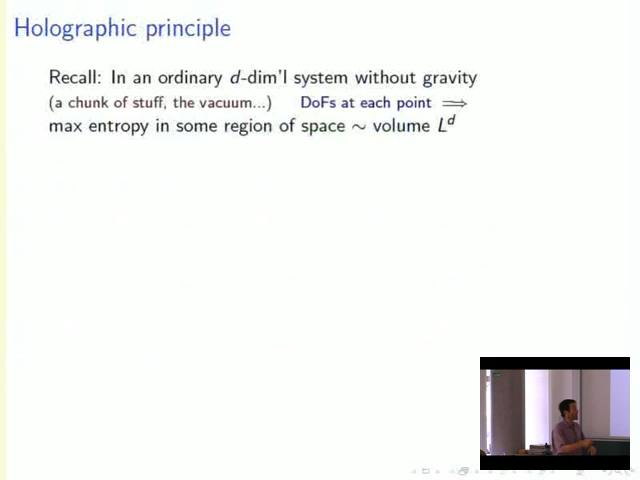 Holographic principle
Recall: In an ordinary d-dim'l system without gravity
(a chunk of stuff, the vacuum...) DoFs at each point ⟹
max entropy in some region of space ∼ volume L^d